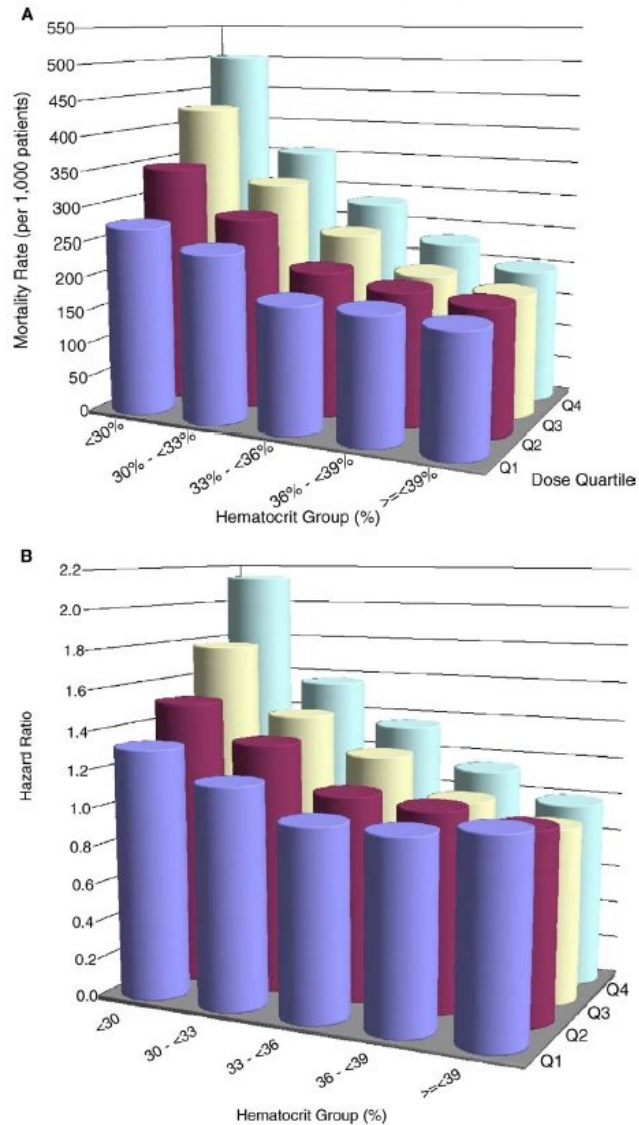 A
550
500
450
400
350
300
250
200
150
100
50
0
Mortality Rate (per 1,000 patients)
<30%
30% - <33%
33% - <36%
36% - <39%
>=<39%
Q1
Q2
Q3
Q4
Dose Quartile
Hematocrit Group (%)
B
2.2
2.0
1.8
1.6
1.4
1.2
1.0
0.8
0.6
0.4
0.2
0.0
Hazard Ratio
<30
30 - <33
33 - <36
36 - <39
>=<39
Q1
Q2
Q3
Q4
Hematocrit Group (%)